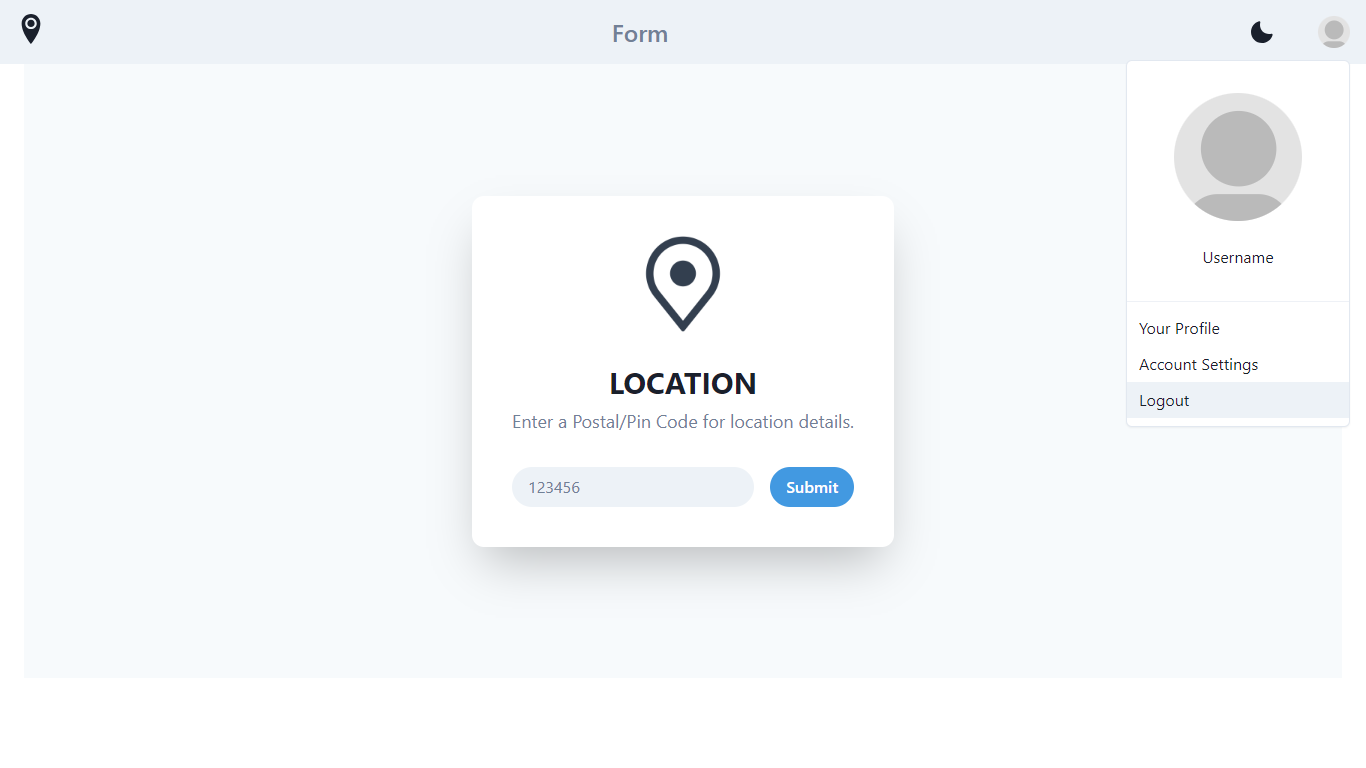 Form
Username
Your Profile
Account Settings
Logout
LOCATION
Enter a Postal/Pin Code for location details.
123456
Submit